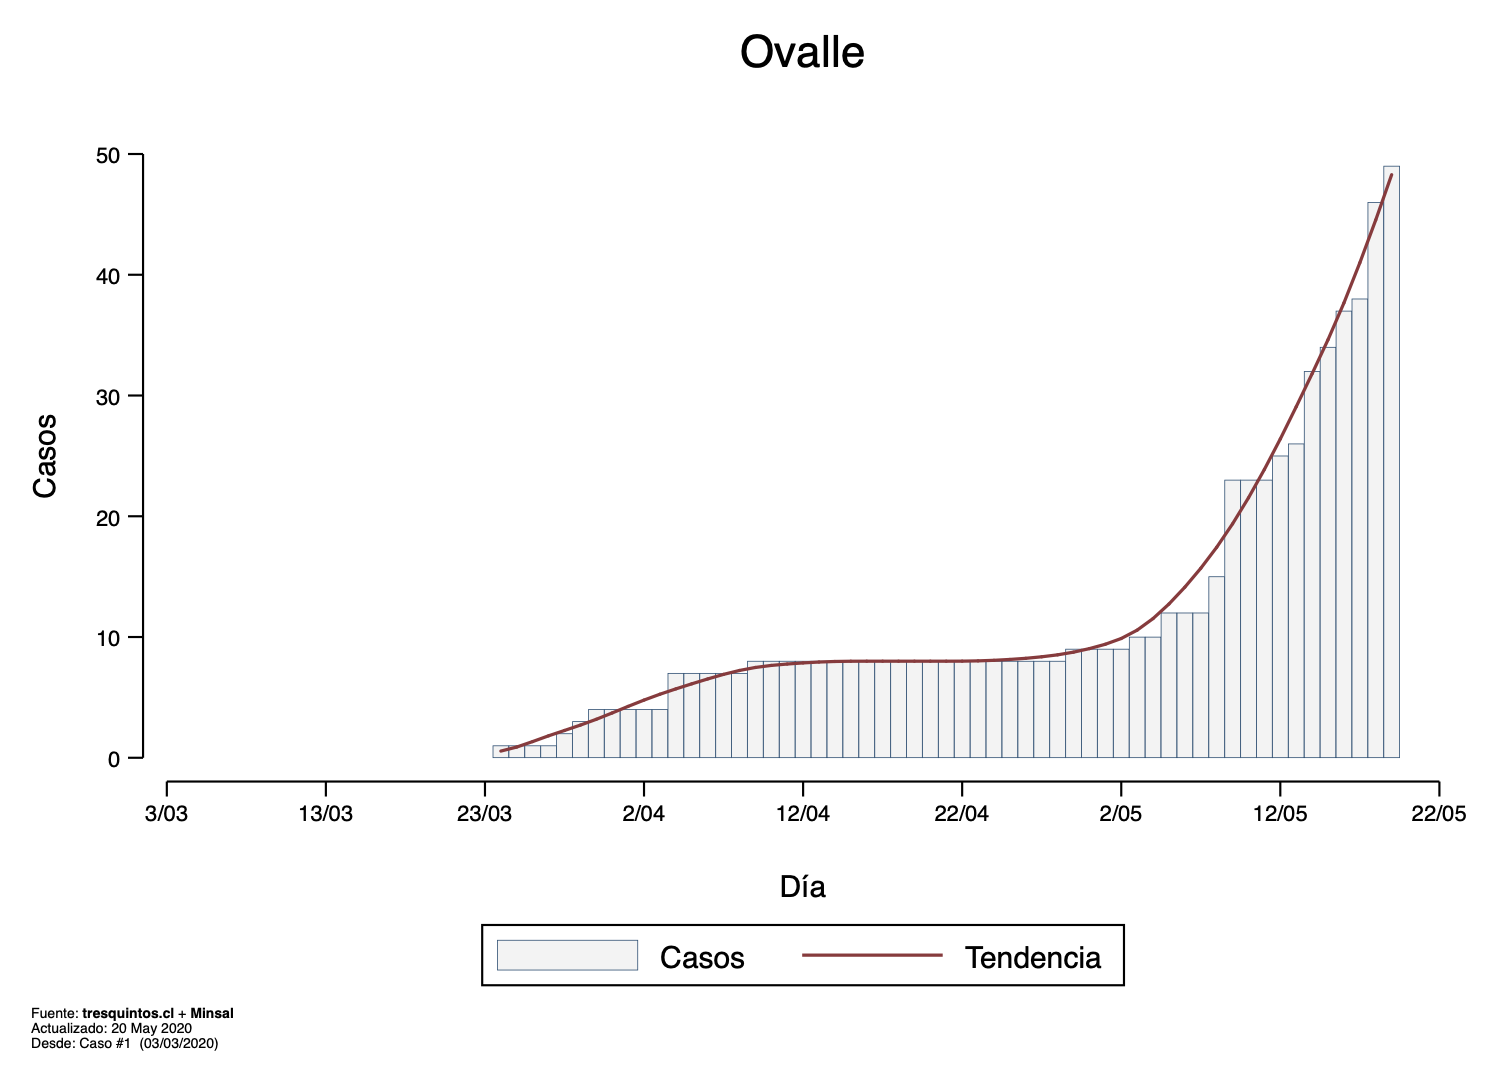 Ovalle
Casos
50
40
30
20
10
0
3/03 13/03 23/03 2/04 12/04 22/04 2/05 12/05 22/05
Día
Casos Tendencia
Fuente: tresquintos.cl + Minsal
Actualizado: 20 May 2020
Desde: Caso #1 (03/03/2020)